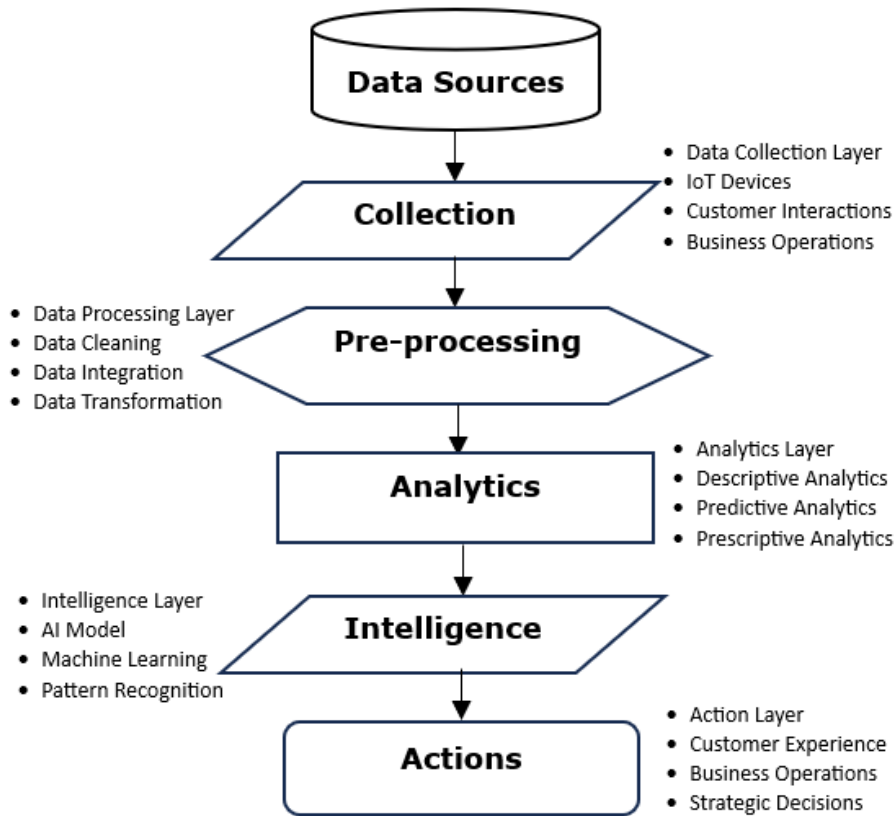 Data Sources
• Data Collection Layer
• IoT Devices
• Customer Interactions
• Business Operations
Collection
• Data Processing Layer
• Data Cleaning
• Data Integration
• Data Transformation
Pre-processing
• Analytics Layer
• Descriptive Analytics
• Predictive Analytics
• Prescriptive Analytics
Analytics
• Intelligence Layer
• AI Model
• Machine Learning
• Pattern Recognition
Intelligence
• Action Layer
• Customer Experience
• Business Operations
• Strategic Decisions
Actions